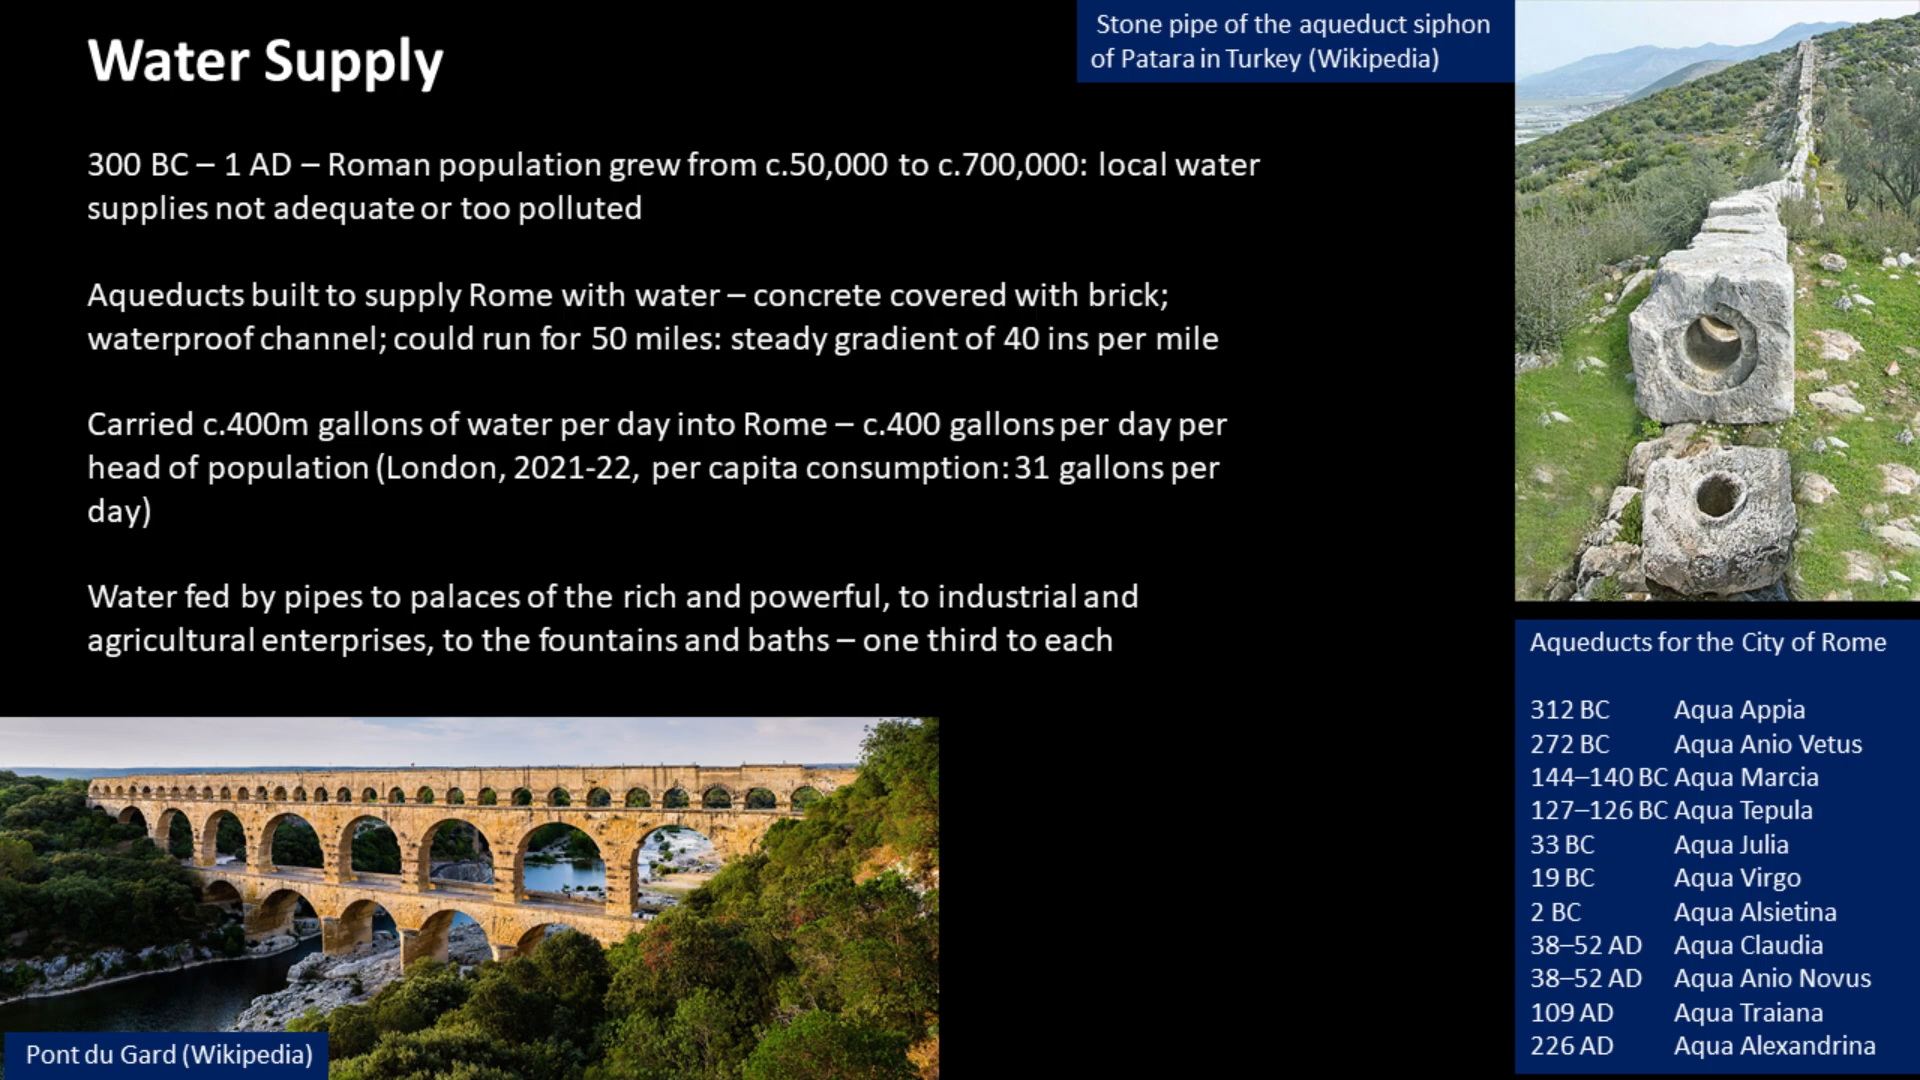 Water Supply
Stone pipe of the aqueduct siphon
of Patara in Turkey (Wikipedia)
300 BC – 1 AD – Roman population grew from c.50,000 to c.700,000: local water
supplies not adequate or too polluted
Aqueducts built to supply Rome with water – concrete covered with brick;
waterproof channel; could run for 50 miles: steady gradient of 40 ins per mile
Carried c.400m gallons of water per day into Rome – c.400 gallons per day per
head of population (London, 2021-22, per capita consumption: 31 gallons per
day)
Water fed by pipes to palaces of the rich and powerful, to industrial and
agricultural enterprises, to the fountains and baths – one third to each
Pont du Gard (Wikipedia)
Aqueducts for the City of Rome
312 BC Aqua Appia
272 BC Aqua Anio Vetus
144–140 BC Aqua Marcia
127–126 BC Aqua Tepula
33 BC Aqua Julia
19 BC Aqua Virgo
2 BC Aqua Alsietina
38–52 AD Aqua Claudia
38–52 AD Aqua Anio Novus
109 AD Aqua Traiana
226 AD Aqua Alexandrina